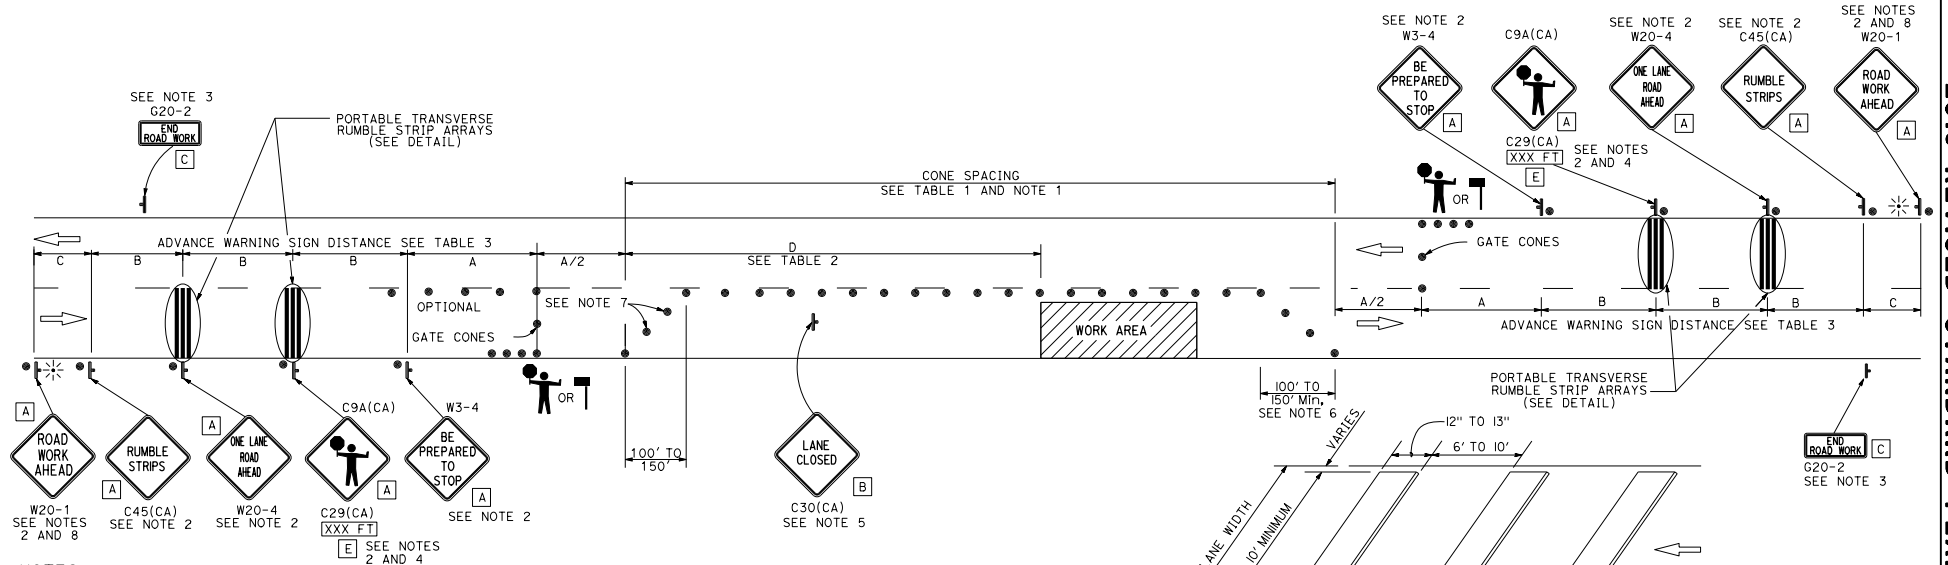 SEE NOTE 3
G20-2
END
ROAD WORK
C
PORTABLE TRANSVERSE
RUMBLE STRIP ARRAYS
(SEE DETAIL)
CONE SPACING
SEE TABLE 1 AND NOTE 1
SEE NOTE 2
W3-4
BE
PREPARED
TO
STOP
A
C9A(CA)
A
C29(CA)
XXX FT
E
SEE NOTES
2 AND 4
SEE NOTE 2
W20-4
ONE LANE
ROAD
AHEAD
A
SEE NOTE 2
C45(CA)
RUMBLE
STRIPS
A
SEE NOTES
2 AND 8
W20-1
ROAD
WORK
AHEAD
A
OR
GATE CONES
ADVANCE WARNING SIGN DISTANCE SEE TABLE 3
C
B
B
B
A
A/2
D
SEE TABLE 2
OPTIONAL
SEE NOTE 7
GATE CONES
WORK AREA
A/2
A
B
B
B
C
ADVANCE WARNING SIGN DISTANCE SEE TABLE 3
OR
PORTABLE TRANSVERSE
RUMBLE STRIP ARRAYS
(SEE DETAIL)
100' TO
150' Min,
SEE NOTE 6
A
ROAD
WORK
AHEAD
W20-1
SEE NOTES
2 AND 8
RUMBLE
STRIPS
A
C45(CA)
SEE NOTE 2
A
ONE LANE
ROAD
AHEAD
W20-4
SEE NOTE 2
C9A(CA)
A
C29(CA)
XXX FT
E
SEE NOTES
2 AND 4
W3-4
BE
PREPARED
TO
STOP
A
SEE NOTE 2
100' TO
150'
LANE
CLOSED
B
C30(CA)
SEE NOTE 5
VARIES
12" TO 13"
6' TO 10'
LANE WIDTH
10' MINIMUM
END
ROAD WORK
C
G20-2
SEE NOTE 3